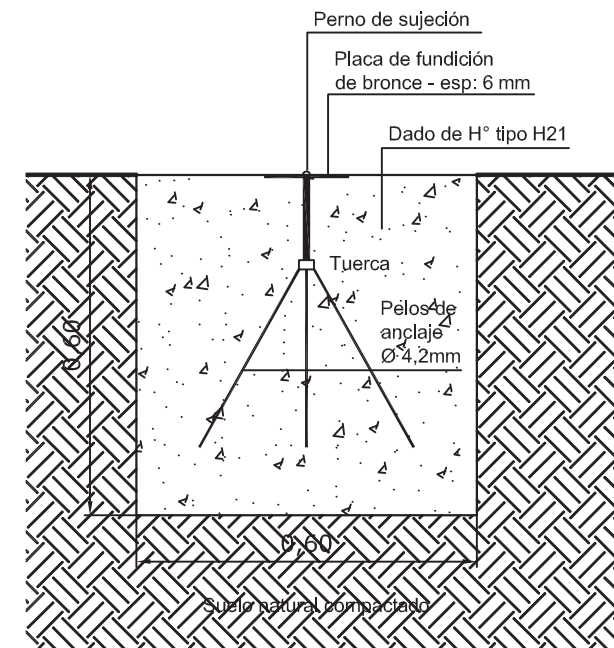 Perno de sujeción
Placa de fundición
de bronce - esp: 6 mm
Dado de H° tipo H21
Tuerca
Pelos de
anclaje
Ø 4,2mm
0,60
0,60
Suelo natural compactado